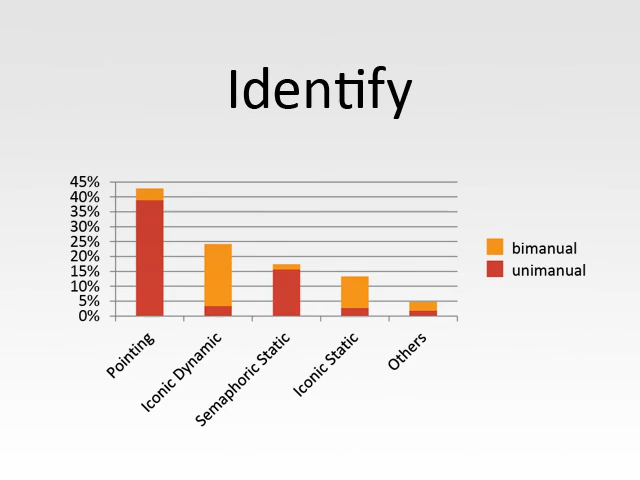 Identify
45%
40%
35%
30%
25%
20%
15%
10%
5%
0%
bimanual
unimanual
Pointing
Iconic Dynamic
Semaphoric Static
Iconic Static
Others